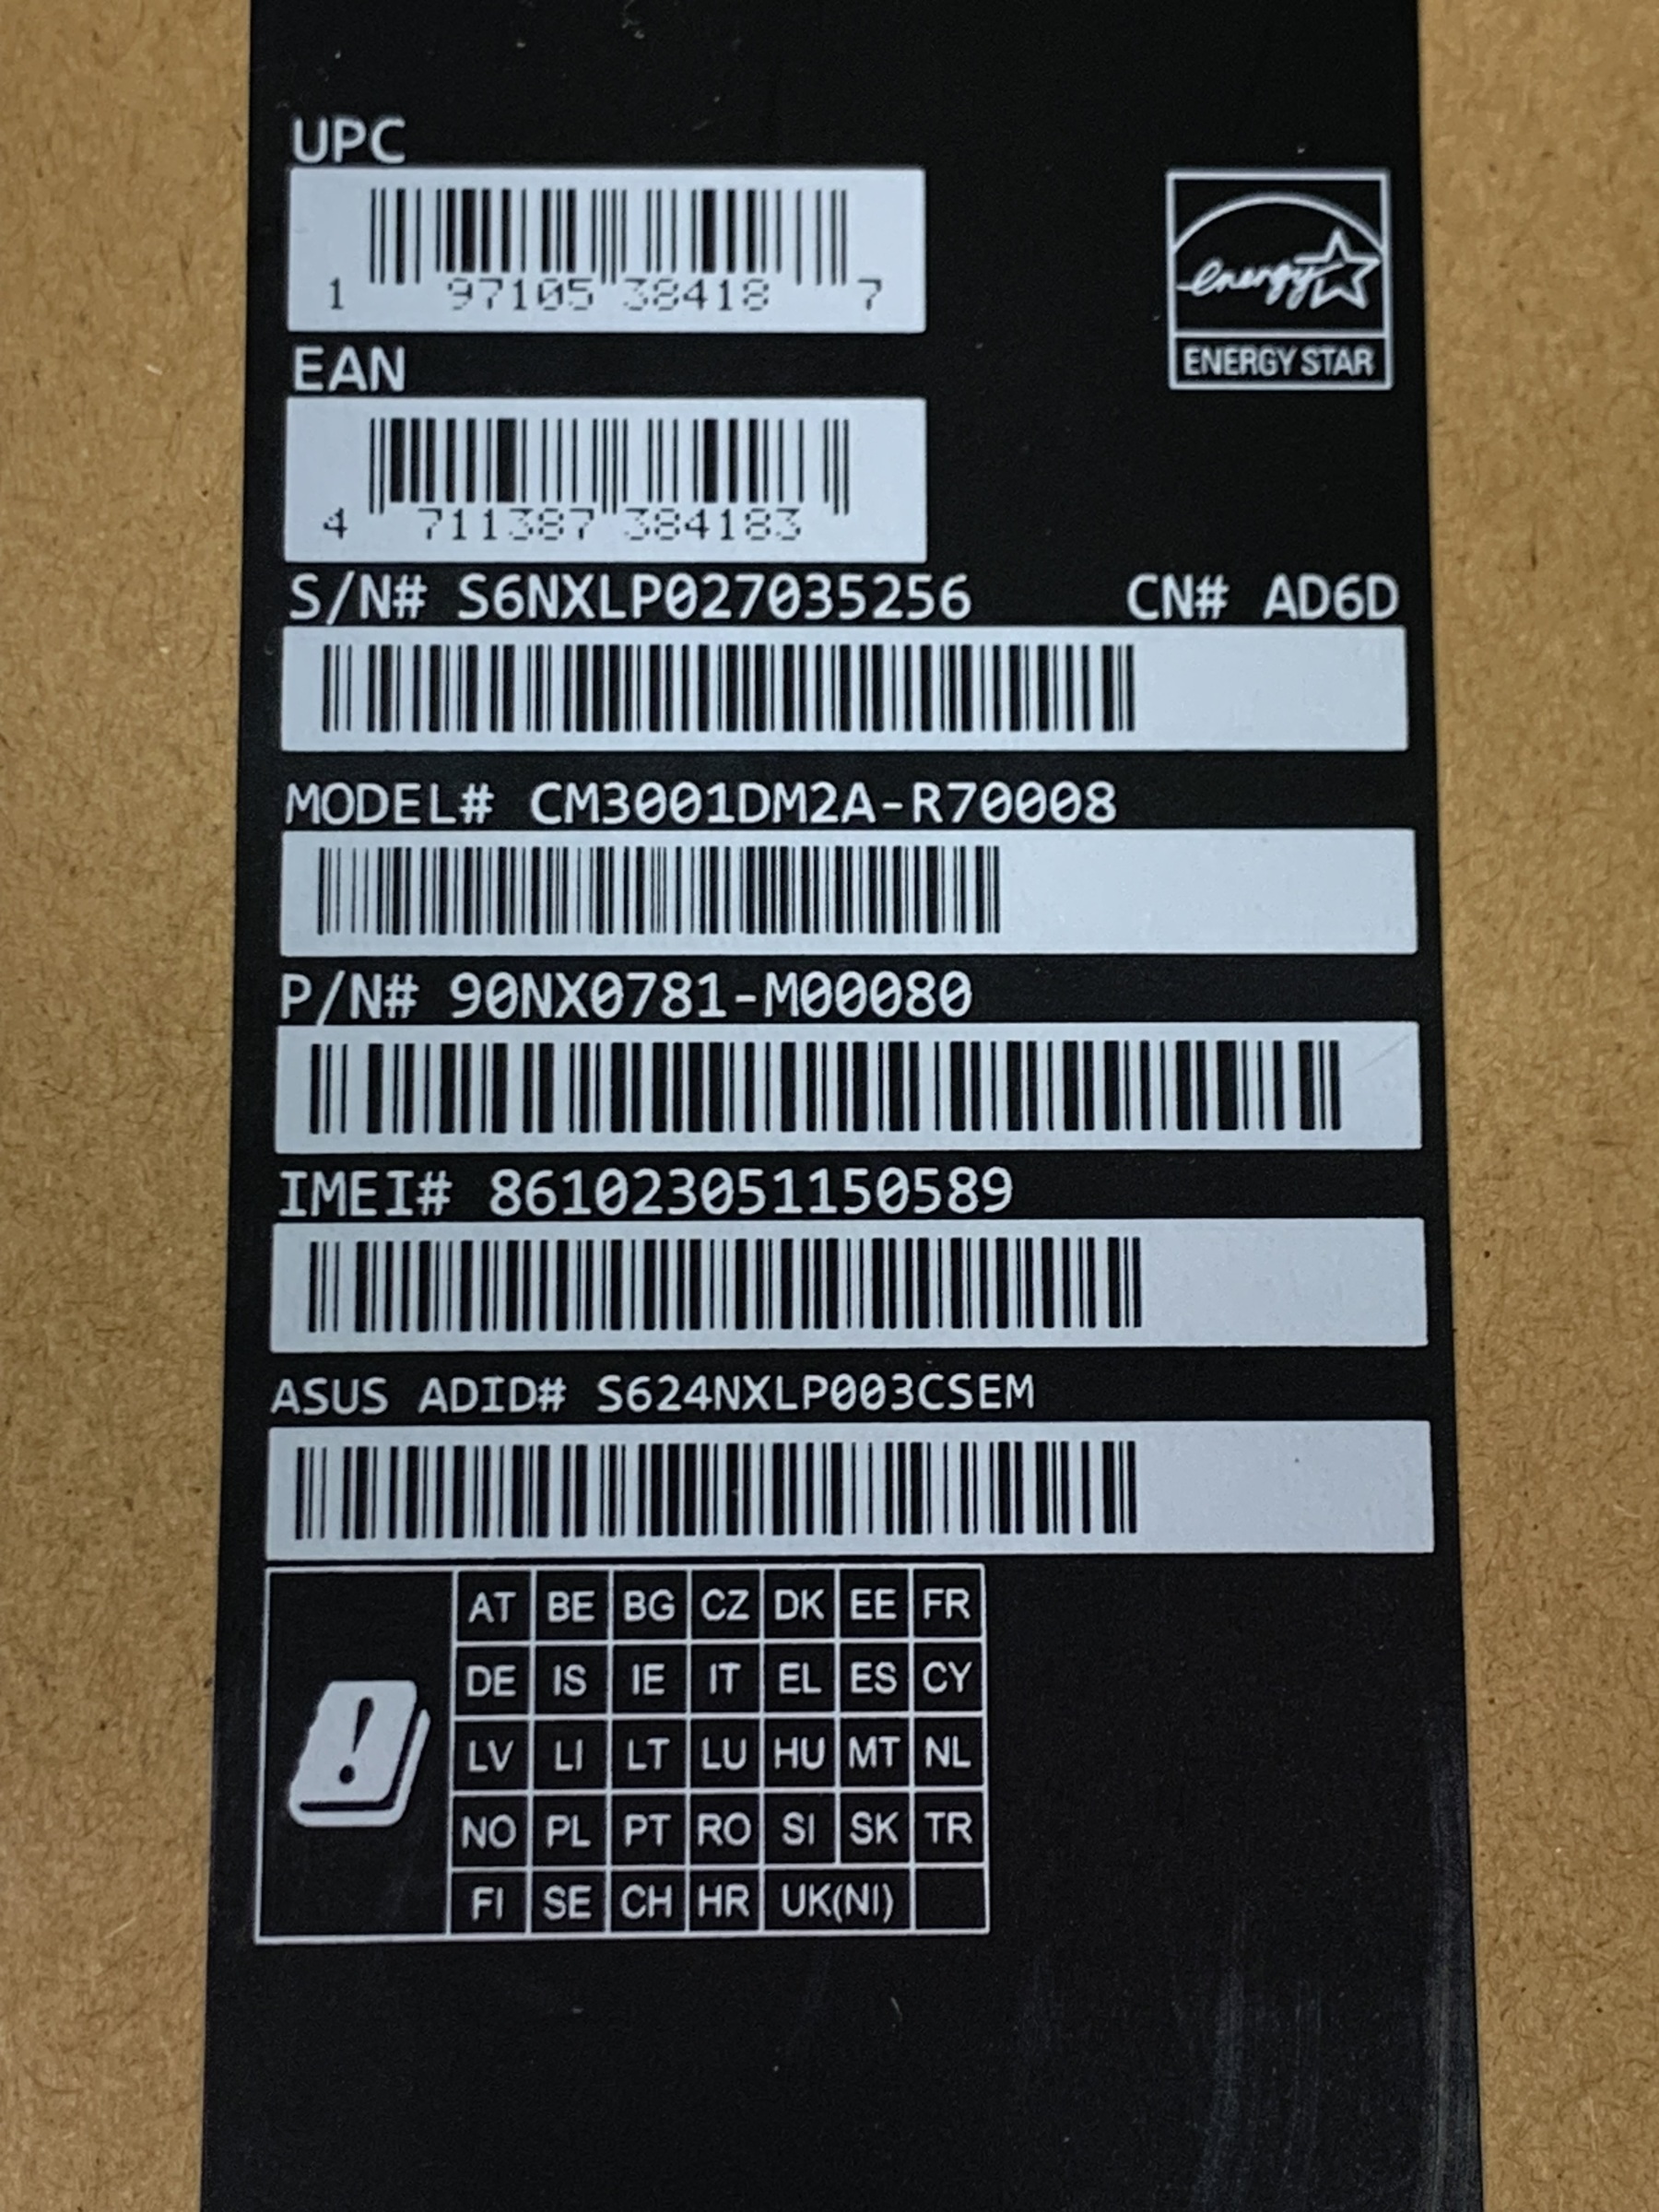 UPC
1 97105 38418 7
energy
ENERGY STAR
EAN
4 711387 384183
S/N# S6NXLP027035256 CN# AD6D
MODEL# CM3001DM2A-R70008
P/N# 90NX0781-M00080
IMEI# 861023051150589
ASUS ADID# S624NXLP003CSEM
AT BE BG CZ DK EE FR
DE IS IE IT EL ES CY
LV LI LT LU HU MT NL
NO PL PT RO SI SK TR
FI SE CH HR UK(NI)
!